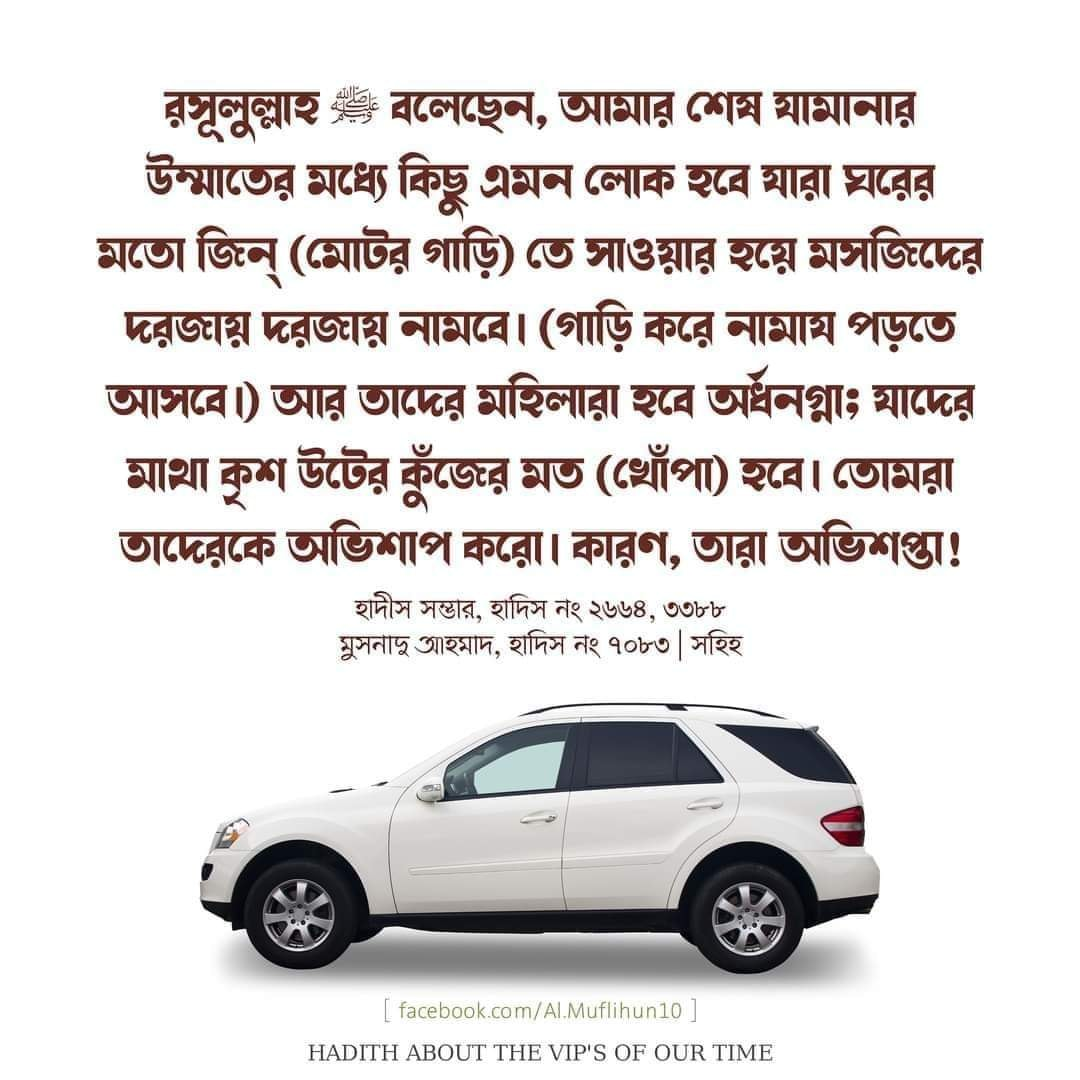 রসূলুল্লাহ ﷺ বলেছেন, আমার শেষ যামানার
উম্মাতের মধ্যে কিছু এমন লোক হবে যারা ঘরের
মতো জিন্ (মোটর গাড়ি) তে সাওয়ার হয়ে মসজিদের
দরজায় দরজায় নামবে। (গাড়ি করে নামায পড়তে
আসবে।) আর তাদের মহিলারা হবে অর্ধনগ্না; যাদের
মাথা কৃশ উটের কুঁজের মত (খোঁপা) হবে। তোমরা
তাদেরকে অভিশাপ করো। কারণ, তারা অভিশপ্তা!
হাদীস সম্ভার, হাদিস নং ২৬৬৪, ৩৩৮৮
মুসনাদু আহমাদ, হাদিস নং ৭০৮৩ | সহিহ
[ facebook.com/Al.Muflihun10 ]
HADITH ABOUT THE VIP'S OF OUR TIME